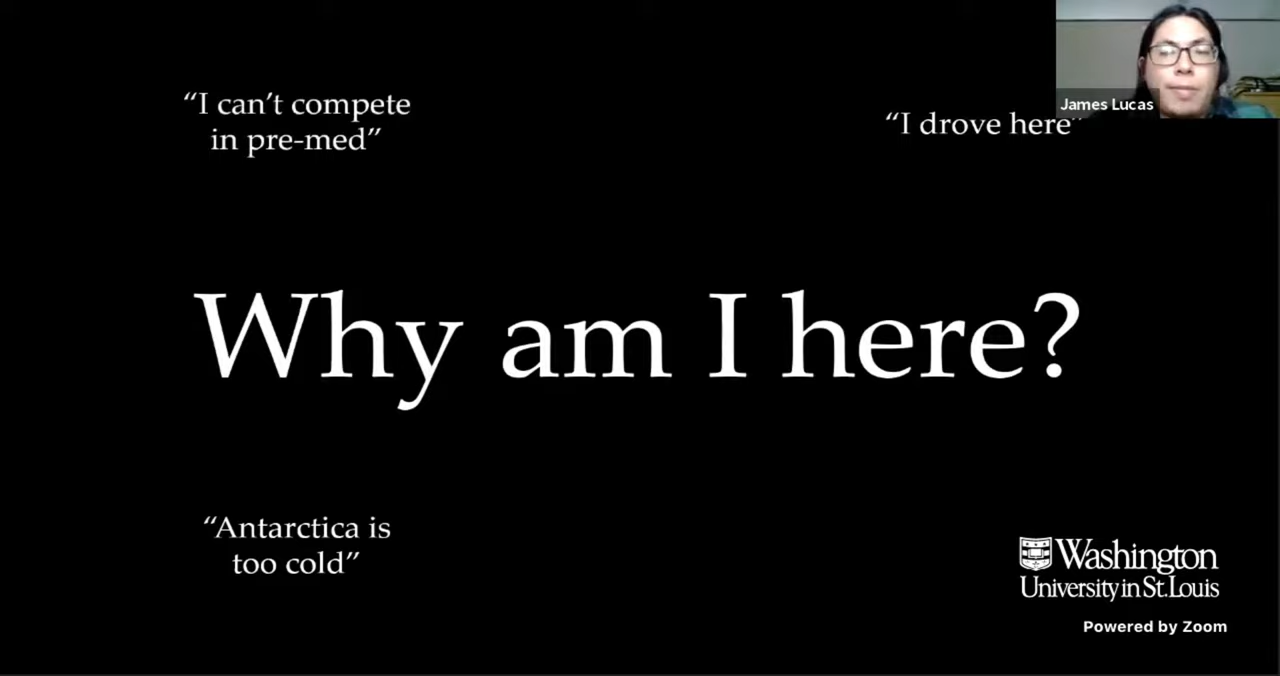 “I can’t compete
in pre-med”
“I drove here”
James Lucas
Why am I here?
“Antarctica is
too cold”
Washington
University in St. Louis
Powered by Zoom